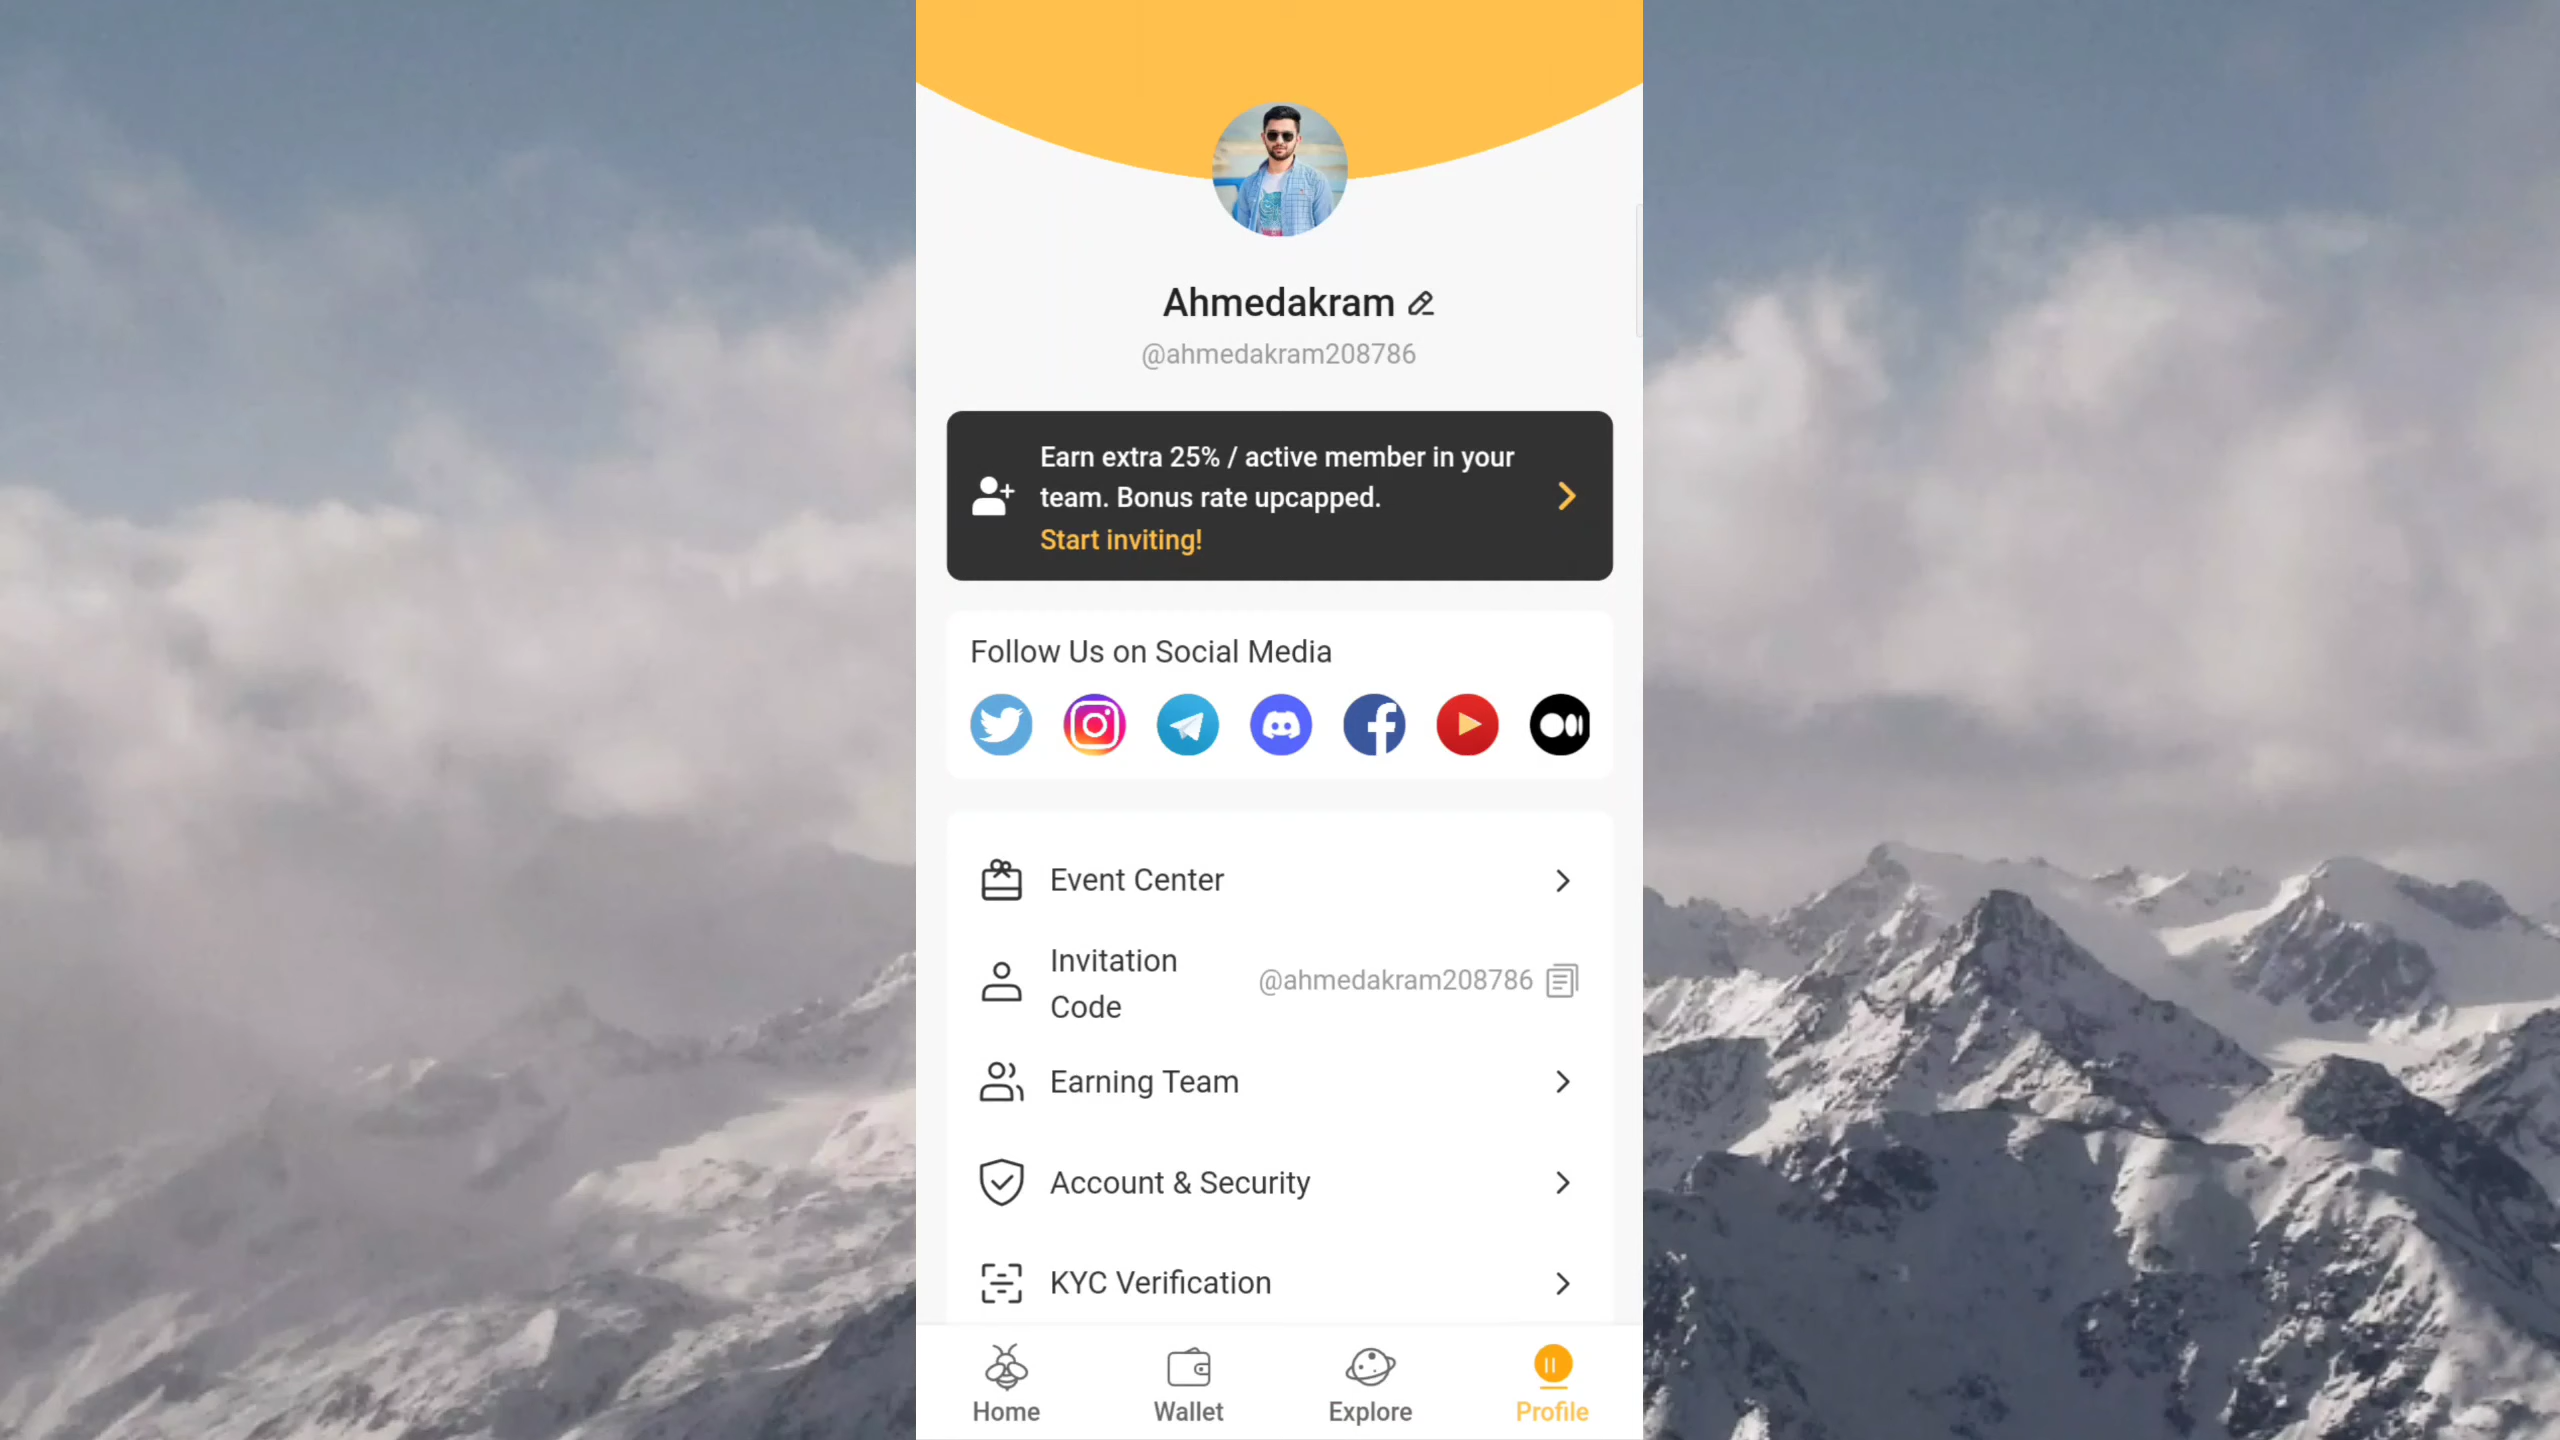 Ahmedakram
@ahmedakram208786
Earn extra 25% / active member in your
team. Bonus rate upcapped.
Start inviting!
Follow Us on Social Media
Event Center
Invitation
Code
@ahmedakram208786
Earning Team
Account & Security
KYC Verification
Home
Wallet
Explore
Profile